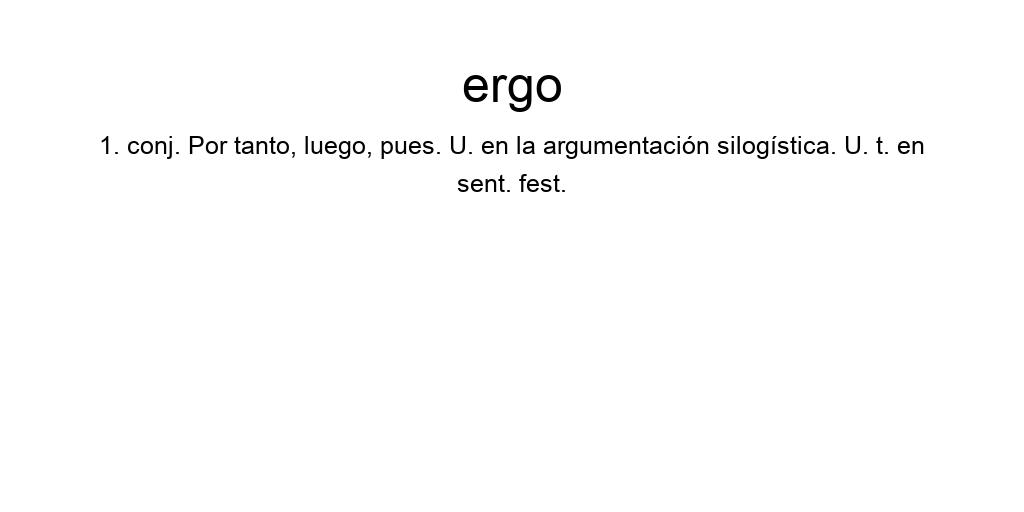 ergo
1. conj. Por tanto, luego, pues. U. en la argumentación silogística. U. t. en
sent. fest.